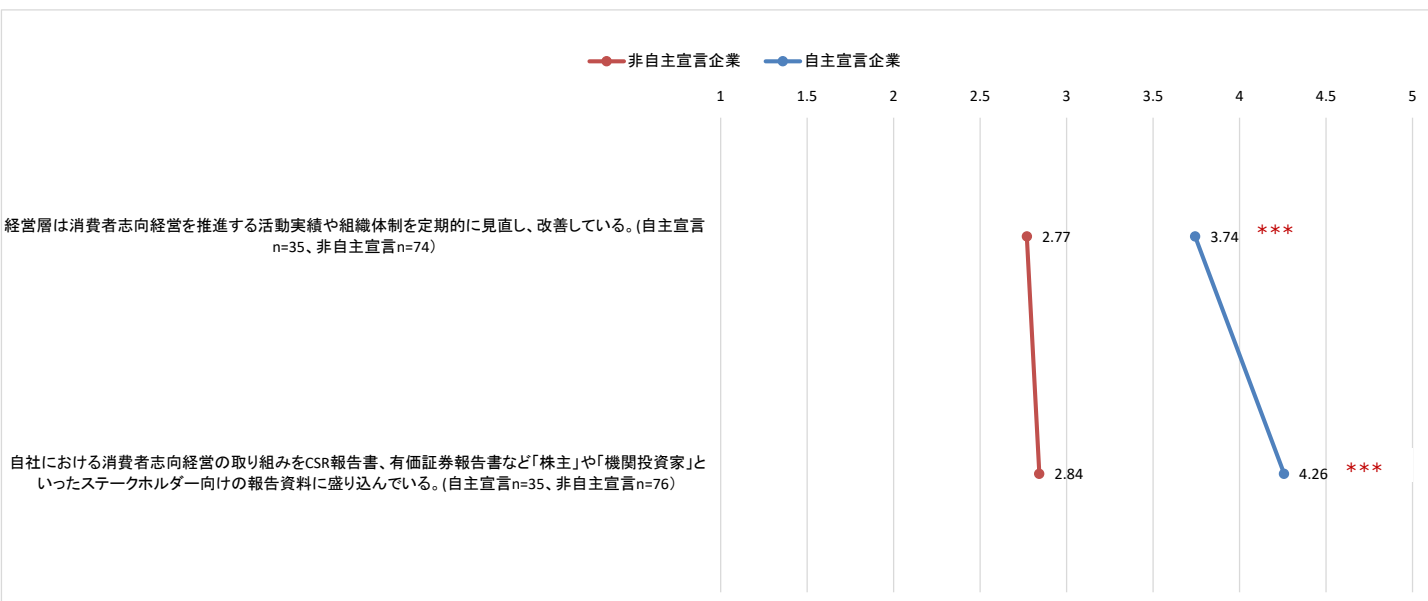 非自主宣言企業 自主宣言企業
1 1.5 2 2.5 3 3.5 4 4.5 5
経営層は消費者志向経営を推進する活動実績や組織体制を定期的に見直し、改善している。(自主宣言
n=35、非自主宣言n=74）
2.77 3.74 ***
自社における消費者志向経営の取り組みをCSR報告書、有価証券報告書など「株主」や「機関投資家」と
いったステークホルダー向けの報告資料に盛り込んでいる。(自主宣言n=35、非自主宣言n=76）
2.84 4.26 ***